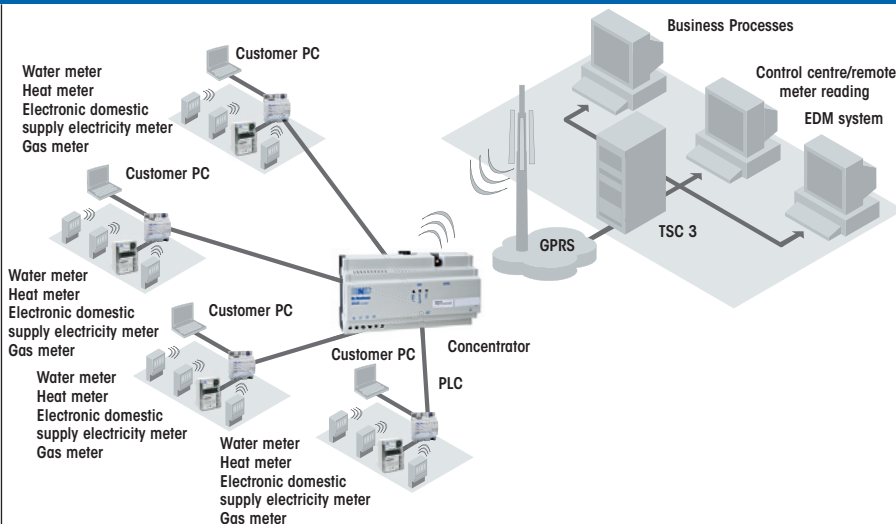 Business Processes
Customer PC
Water meter
Heat meter
Electronic domestic
supply electricity meter
Gas meter
Control centre/remote
meter reading
EDM system
Customer PC
GPRS
TSC 3
Water meter
Heat meter
Electronic domestic
supply electricity meter
Gas meter
Customer PC
Concentrator
Customer PC
PLC
Water meter
Heat meter
Electronic domestic
supply electricity meter
Gas meter
Water meter
Heat meter
Electronic domestic
supply electricity meter
Gas meter